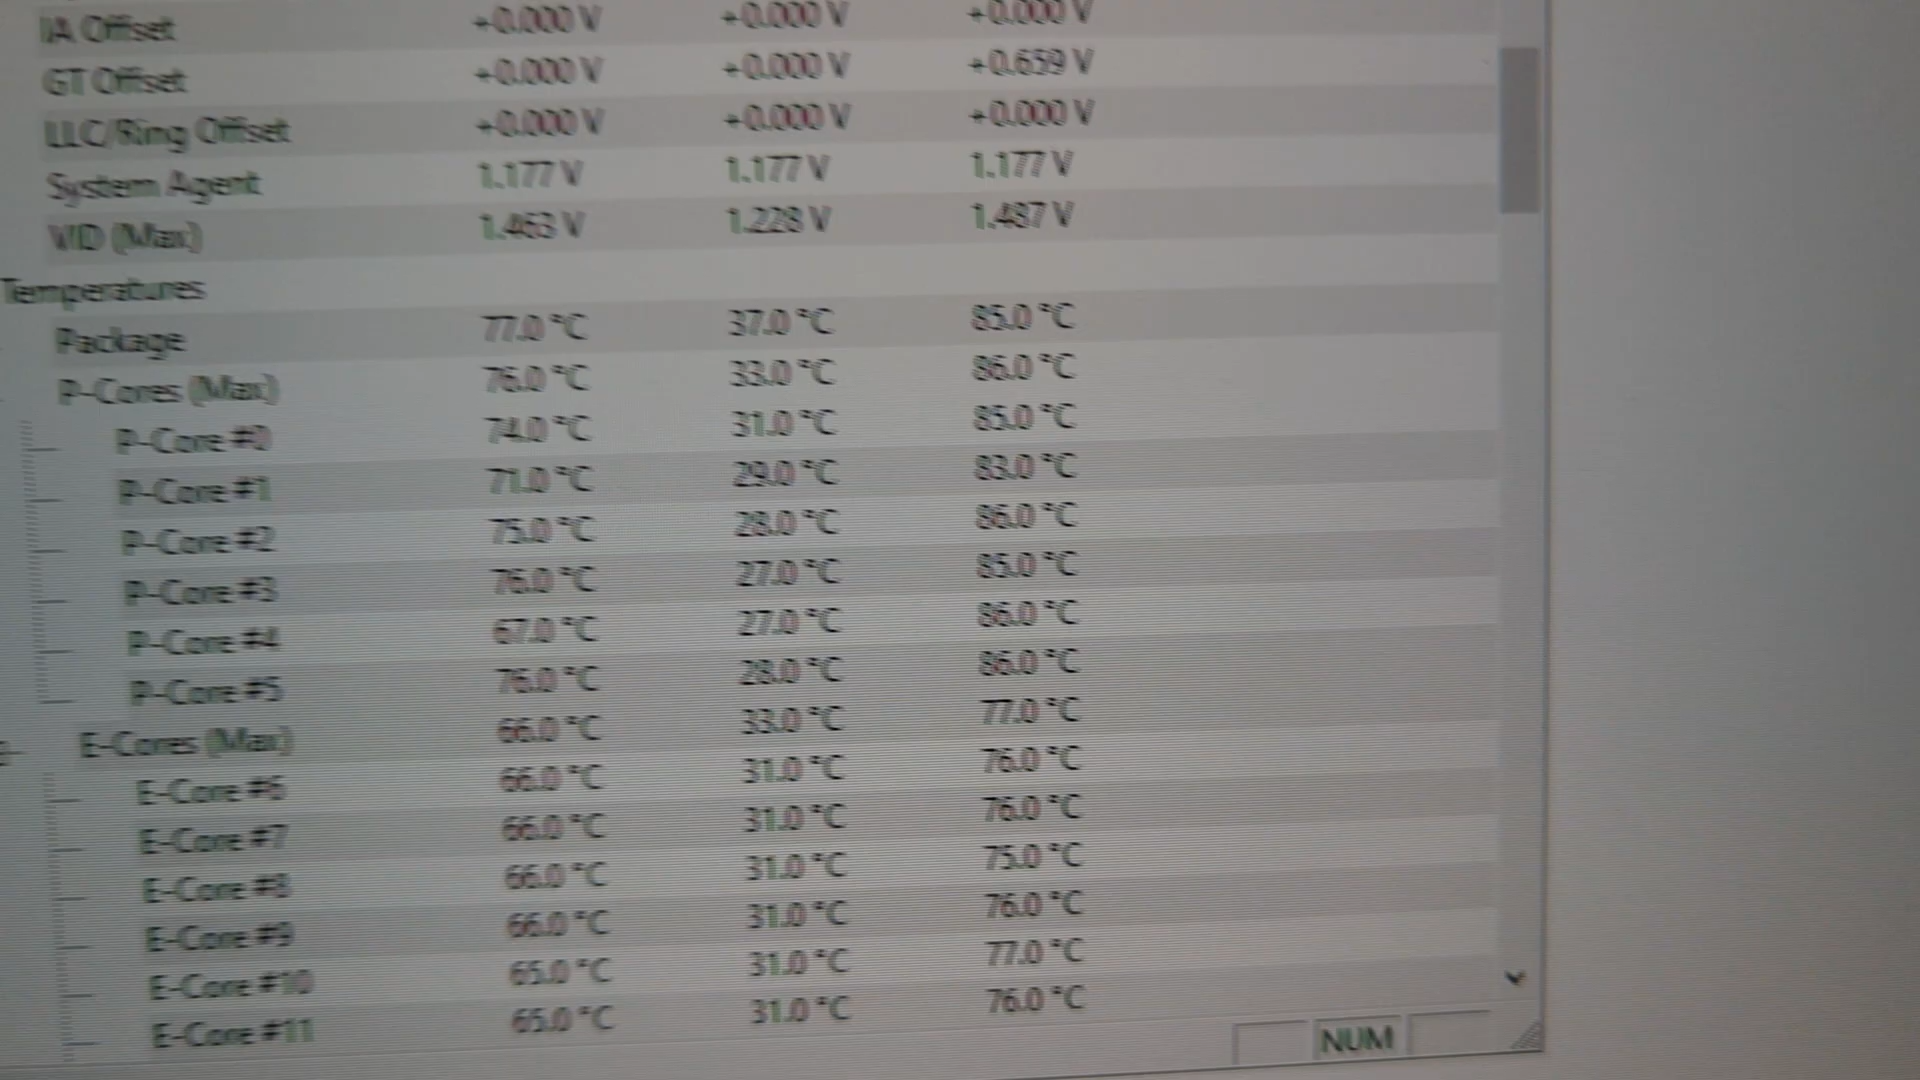 IA Offset +0.000 V +0.000 V +0.000 V
GT Offset +0.000 V +0.000 V +0.659 V
LLC/Ring Offset +0.000 V +0.000 V +0.000 V
System Agent 1.177 V 1.177 V 1.177 V
VID (Max) 1.463 V 1.228 V 1.487 V
Temperatures
Package 77.0 °C 37.0 °C 85.0 °C
P-Cores (Max) 76.0 °C 33.0 °C 86.0 °C
P-Core #0 74.0 °C 31.0 °C 85.0 °C
P-Core #1 71.0 °C 29.0 °C 83.0 °C
P-Core #2 75.0 °C 28.0 °C 86.0 °C
P-Core #3 76.0 °C 27.0 °C 85.0 °C
P-Core #4 67.0 °C 27.0 °C 86.0 °C
P-Core #5 76.0 °C 28.0 °C 86.0 °C
E-Cores (Max) 66.0 °C 33.0 °C 77.0 °C
E-Core #6 66.0 °C 31.0 °C 76.0 °C
E-Core #7 66.0 °C 31.0 °C 76.0 °C
E-Core #8 66.0 °C 31.0 °C 75.0 °C
E-Core #9 66.0 °C 31.0 °C 76.0 °C
E-Core #10 65.0 °C 31.0 °C 77.0 °C
E-Core #11 65.0 °C 31.0 °C 76.0 °C
NUM